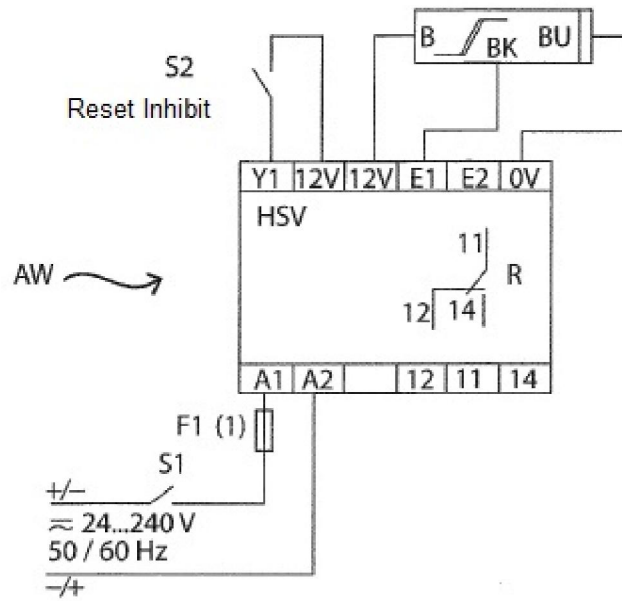 B BK BU
S2
Reset Inhibit
Y1 12V 12V E1 E2 0V
HSV
11
R
12 14
AW
A1 A2 12 11 14
F1 (1)
S1
+/−
≂ 24...240 V
50 / 60 Hz
−/+